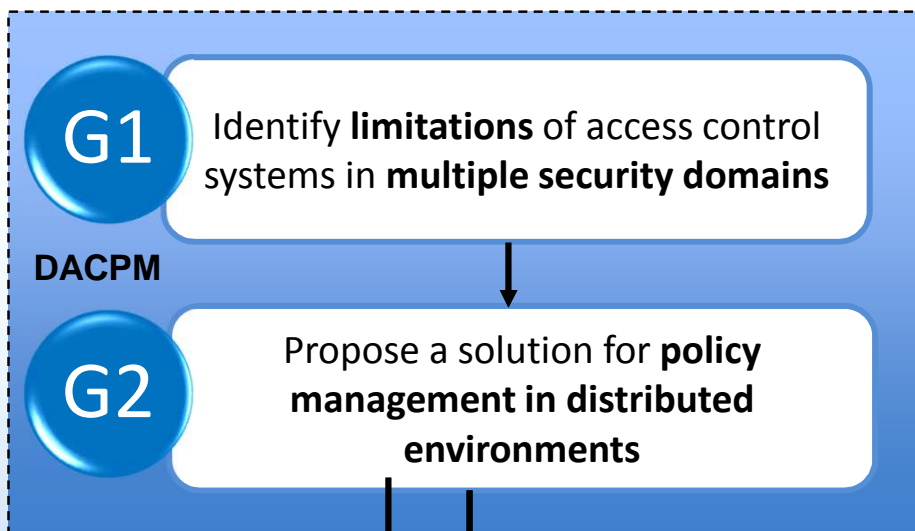 G1
Identify limitations of access control
systems in multiple security domains
DACPM
G2
Propose a solution for policy
management in distributed
environments